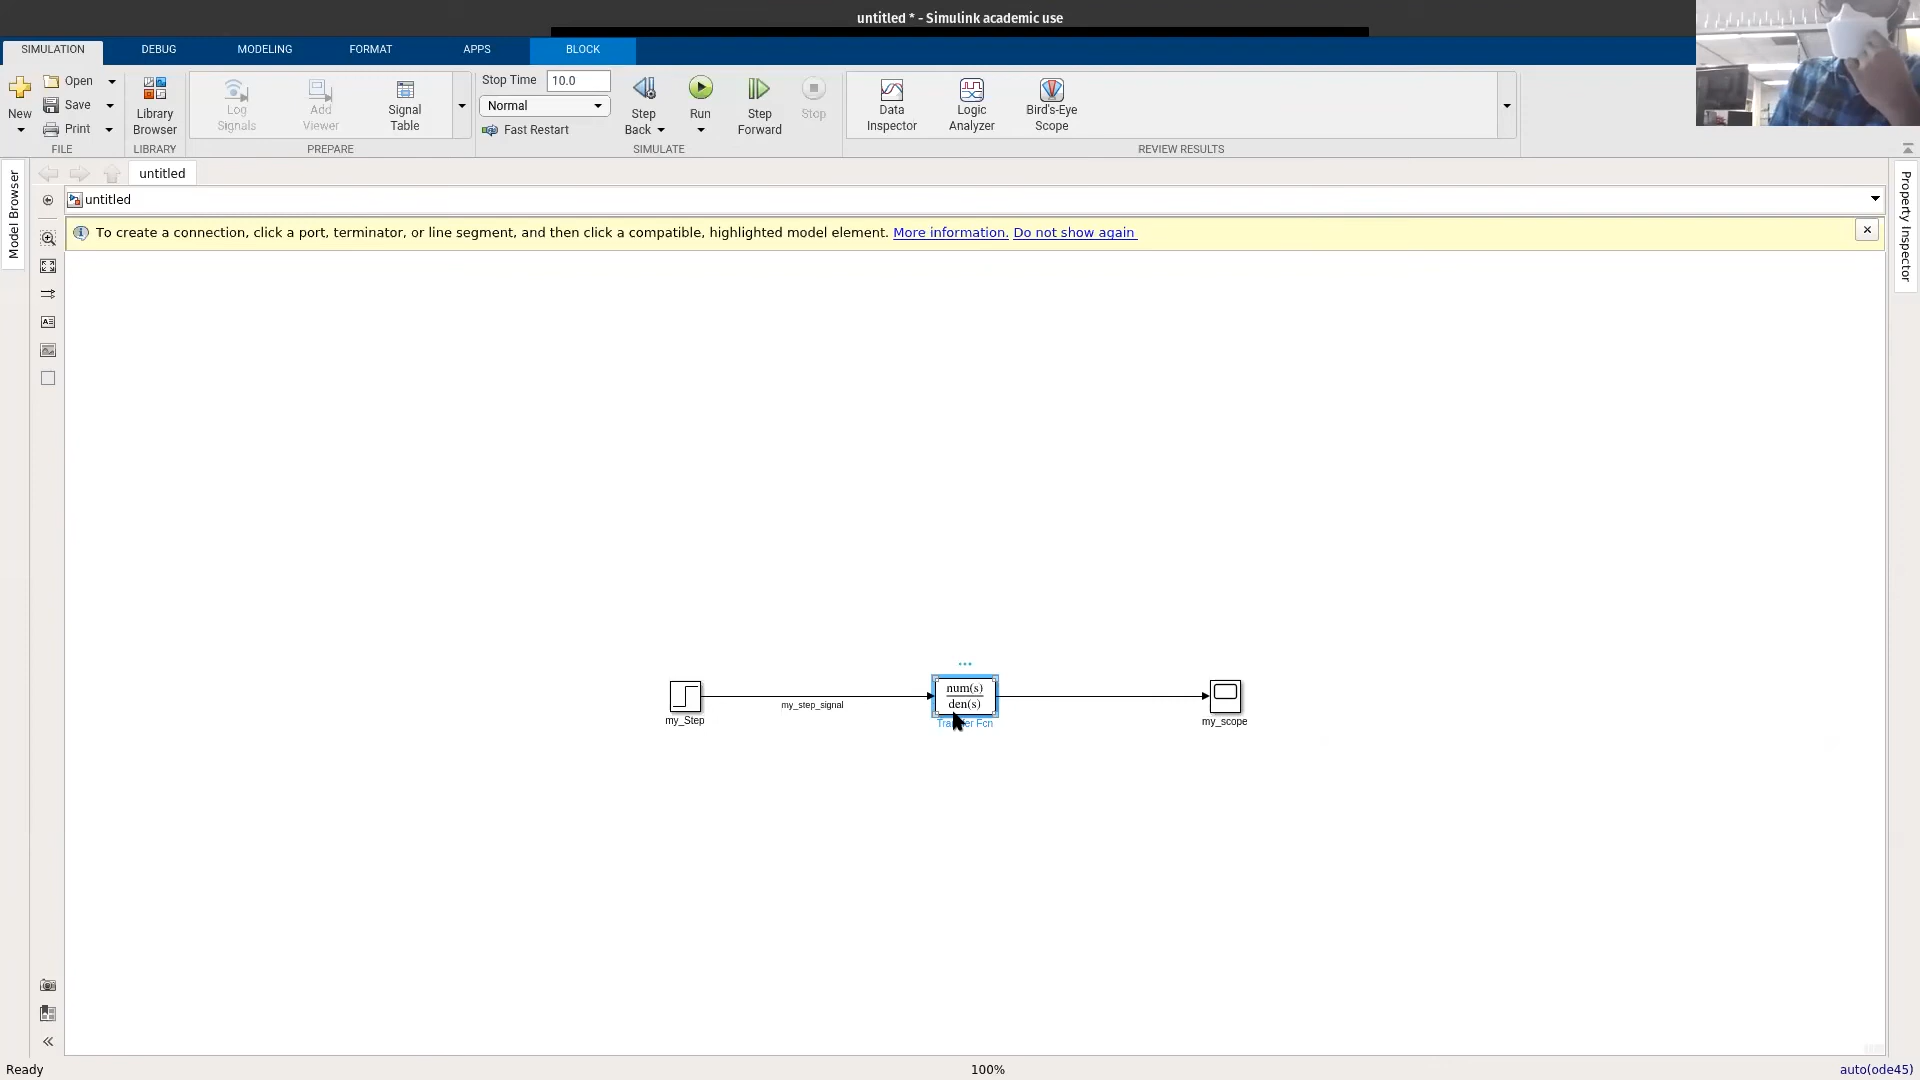 untitled * - Simulink academic use
SIMULATION DEBUG MODELING FORMAT APPS BLOCK
New
Open
Save
Print
FILE
Library
Browser
LIBRARY
Log
Signals
Add
Viewer
Signal
Table
PREPARE
Stop Time 10.0
Normal
Fast Restart
Step
Back
Run
Step
Forward
Stop
SIMULATE
Data
Inspector
Logic
Analyzer
Bird's-Eye
Scope
REVIEW RESULTS
Model Browser
untitled
untitled
Property Inspector
To create a connection, click a port, terminator, or line segment, and then click a compatible, highlighted model element. More information. Do not show again
num(s)
den(s)
my_step_signal
my_Step
Fcn
my_scope
Ready
100%
auto(ode45)